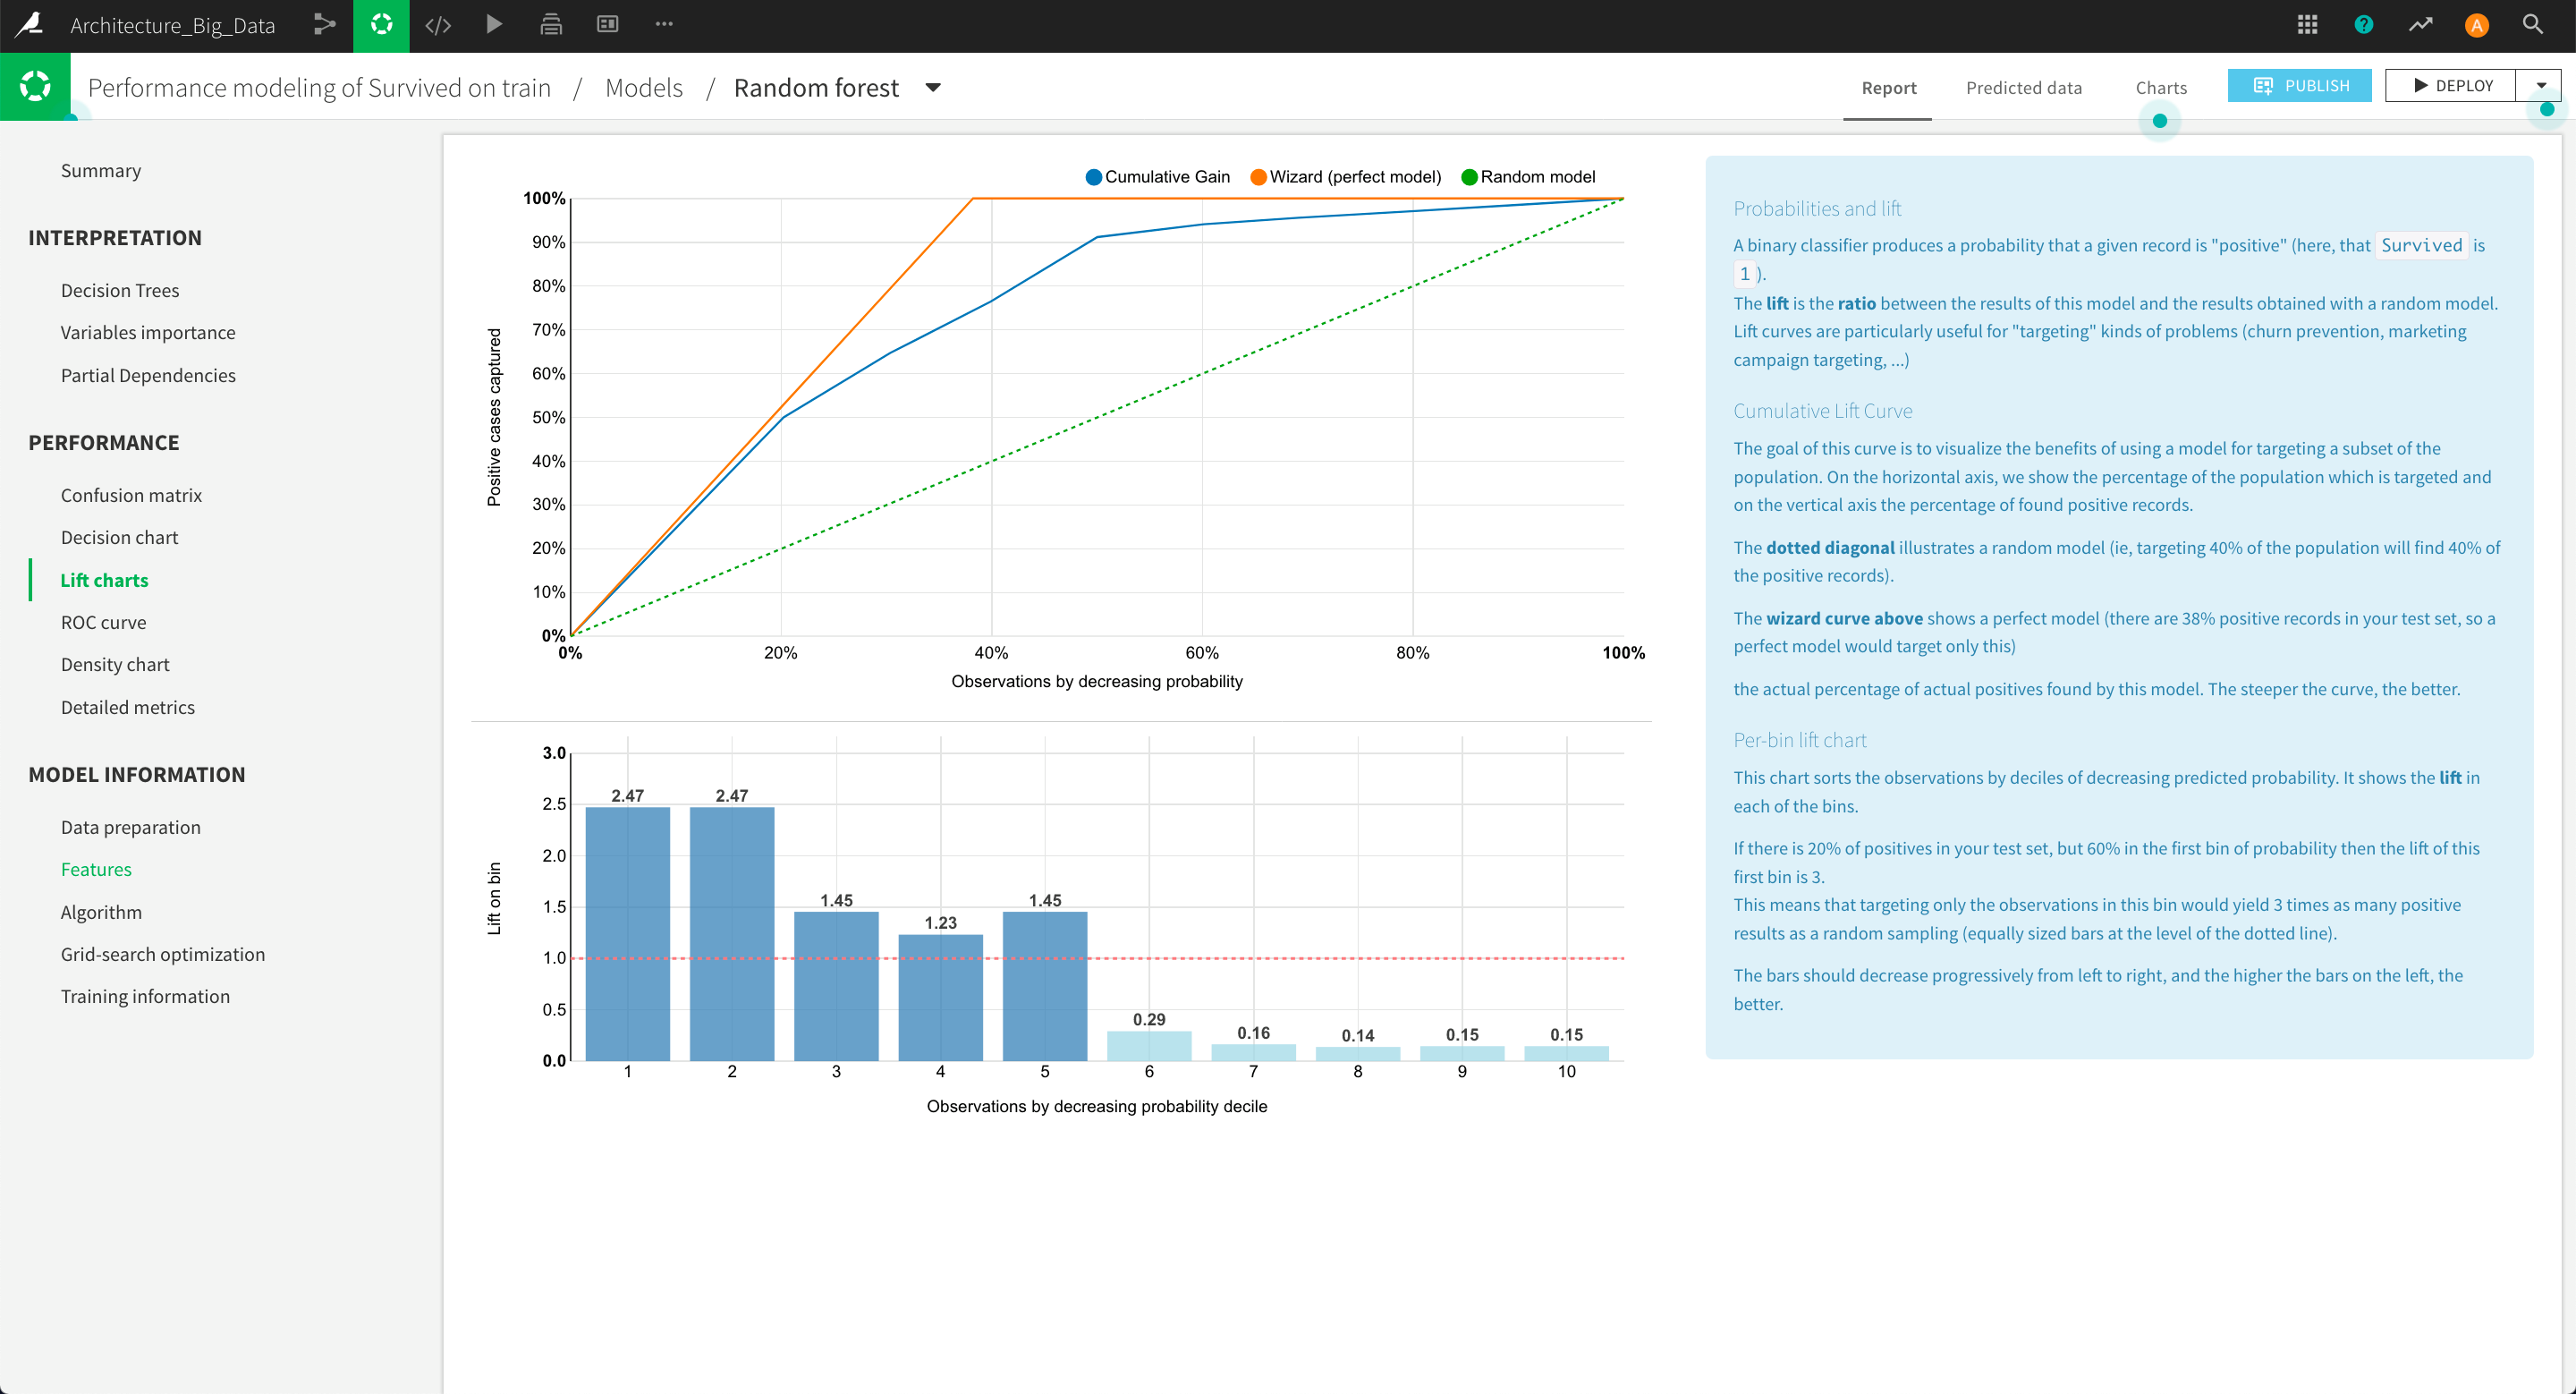 Architecture_Big_Data
A
Performance modeling of Survived on train / Models / Random forest
Report
Predicted data
Charts
PUBLISH
DEPLOY
Summary
INTERPRETATION
Decision Trees
Variables importance
Partial Dependencies
PERFORMANCE
Confusion matrix
Decision chart
Lift charts
ROC curve
Density chart
Detailed metrics
MODEL INFORMATION
Data preparation
Features
Algorithm
Grid-search optimization
Training information
Cumulative Gain
Wizard (perfect model)
Random model
100%
90%
80%
70%
60%
50%
40%
30%
20%
10%
0%
Positive cases captured
0% 20% 40% 60% 80% 100%
Observations by decreasing probability
3.0
2.5
2.0
1.5
1.0
0.5
0.0
Lift on bin
2.47 2.47 1.45 1.23 1.45 0.29 0.16 0.14 0.15 0.15
1 2 3 4 5 6 7 8 9 10
Observations by decreasing probability decile
Probabilities and lift
A binary classifier produces a probability that a given record is "positive" (here, that Survived is
1 ).
The lift is the ratio between the results of this model and the results obtained with a random model.
Lift curves are particularly useful for "targeting" kinds of problems (churn prevention, marketing
campaign targeting, ...)
Cumulative Lift Curve
The goal of this curve is to visualize the benefits of using a model for targeting a subset of the
population. On the horizontal axis, we show the percentage of the population which is targeted and
on the vertical axis the percentage of found positive records.
The dotted diagonal illustrates a random model (ie, targeting 40% of the population will find 40% of
the positive records).
The wizard curve above shows a perfect model (there are 38% positive records in your test set, so a
perfect model would target only this)
the actual percentage of actual positives found by this model. The steeper the curve, the better.
Per-bin lift chart
This chart sorts the observations by deciles of decreasing predicted probability. It shows the lift in
each of the bins.
If there is 20% of positives in your test set, but 60% in the first bin of probability then the lift of this
first bin is 3.
This means that targeting only the observations in this bin would yield 3 times as many positive
results as a random sampling (equally sized bars at the level of the dotted line).
The bars should decrease progressively from left to right, and the higher the bars on the left, the
better.